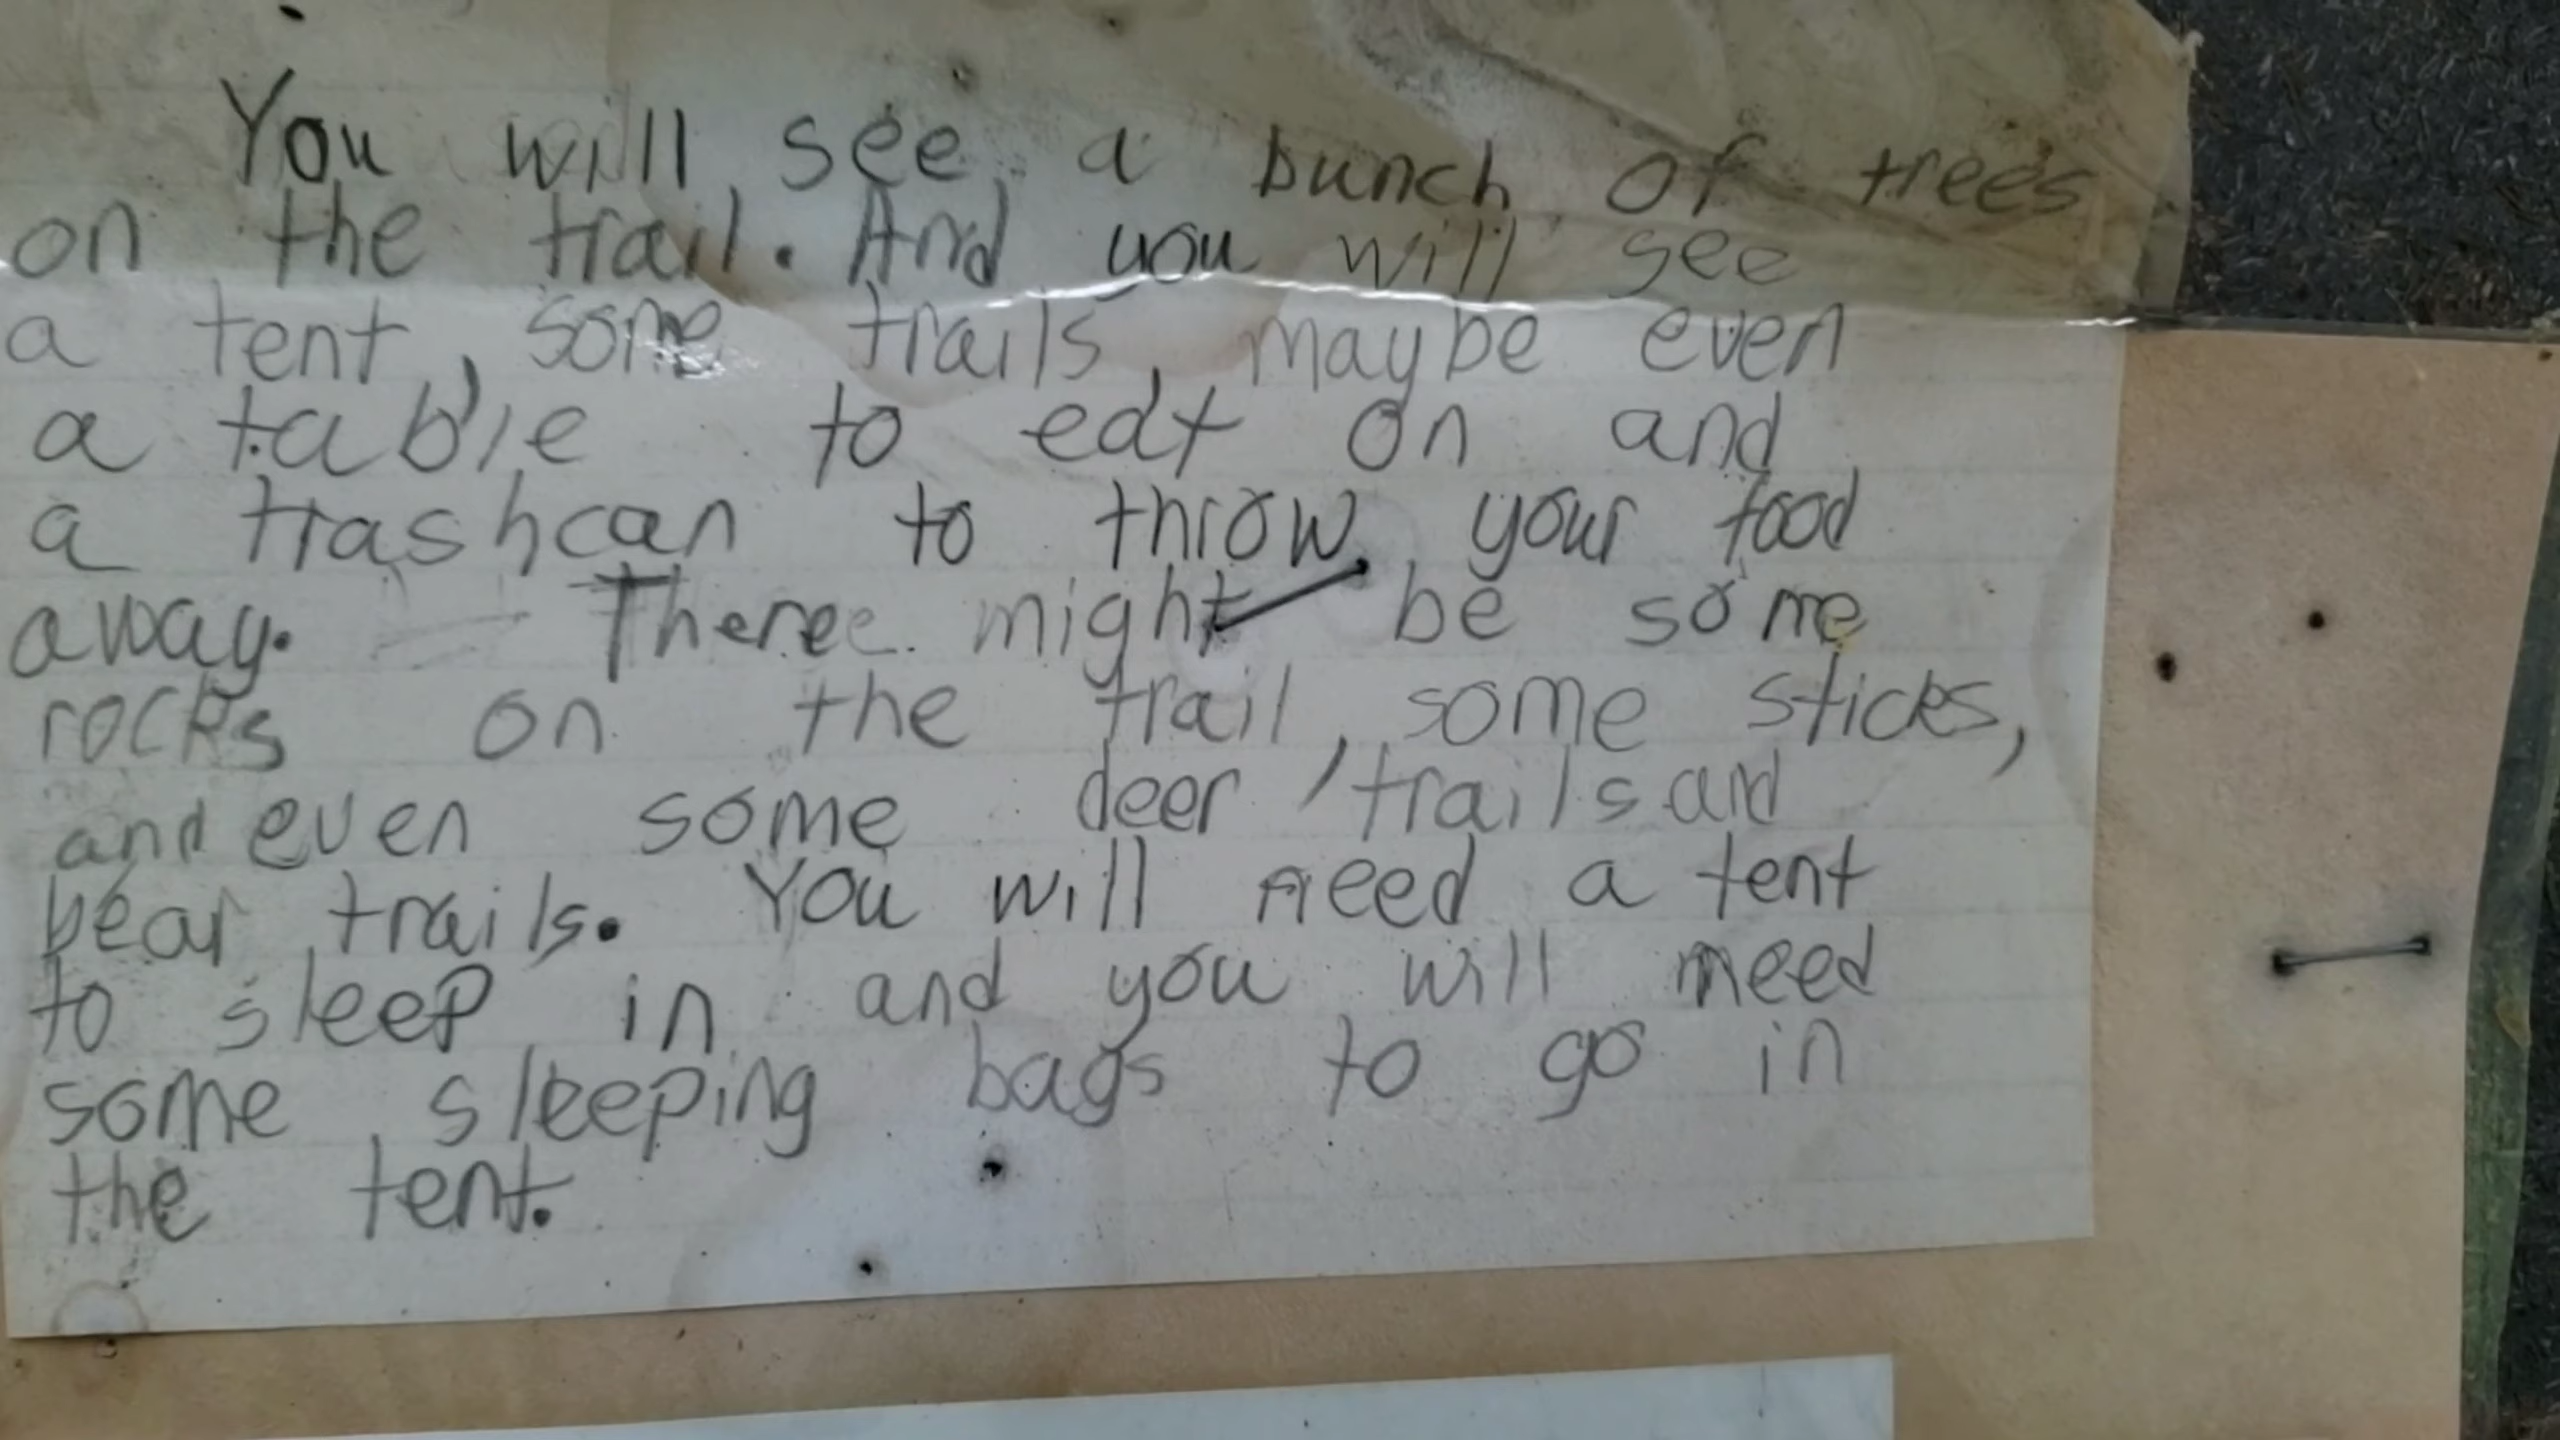 You will see a bunch of trees
on the trail. And you will see
a tent, some trails, maybe even
a table to eat on and
a trashcan to throw your food
away. There might be some
rocks on the trail, some sticks,
and even some deer trails and
bear trails. You will need a tent
to sleep in and you will need
some sleeping bags to go in
the tent.